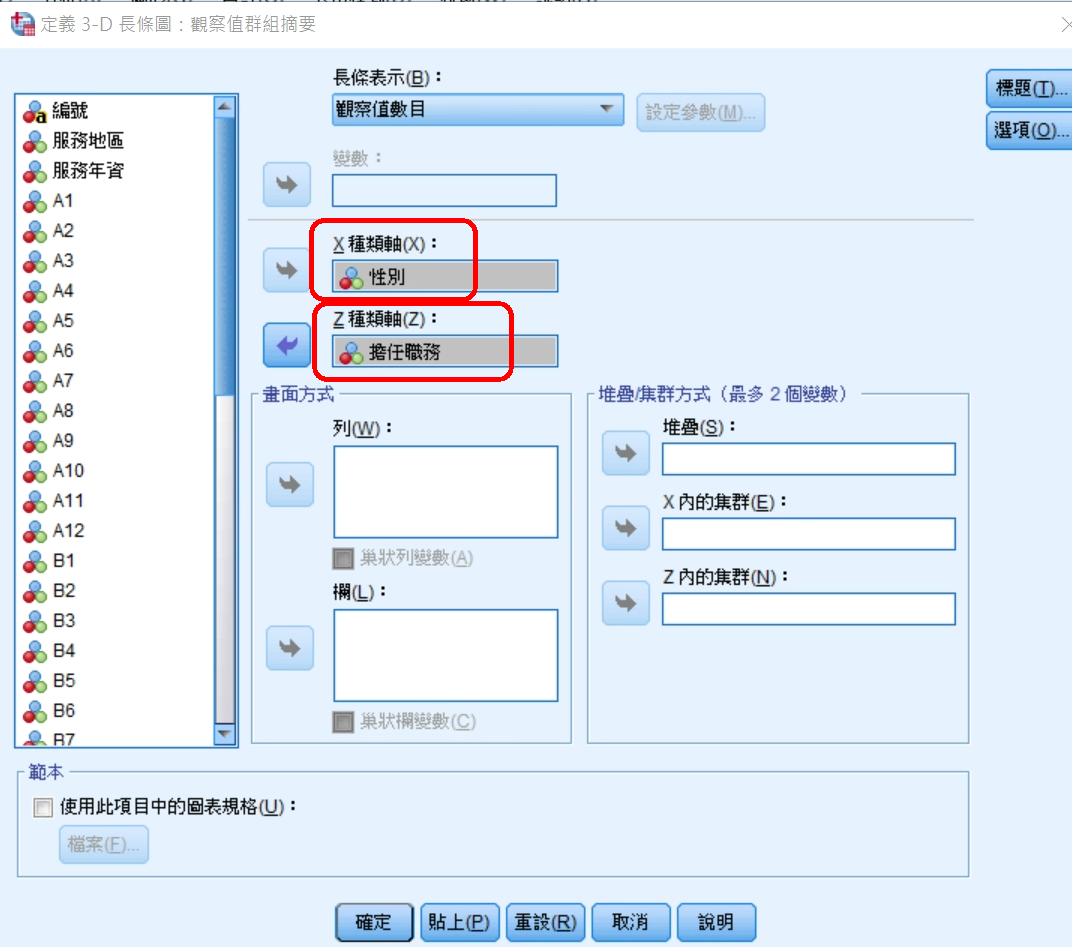 定義 3-D 長條圖：觀察值群組摘要
編號
服務地區
服務年資
A1
A2
A3
A4
A5
A6
A7
A8
A9
A10
A11
A12
B1
B2
B3
B4
B5
B6
B7
長條表示(B)：
觀察值數目
設定參數(M)...
變數：
X 種類軸(X)：
性別
Z 種類軸(Z)：
擔任職務
畫面方式
列(W)：
巢狀列變數(A)
欄(L)：
巢狀欄變數(C)
堆疊/集群方式（最多 2 個變數）
堆疊(S)：
X 內的集群(E)：
Z 內的集群(N)：
標題(T)...
選項(O)...
範本
使用此項目中的圖表規格(U)：
檔案(F)...
確定
貼上(P)
重設(R)
取消
說明